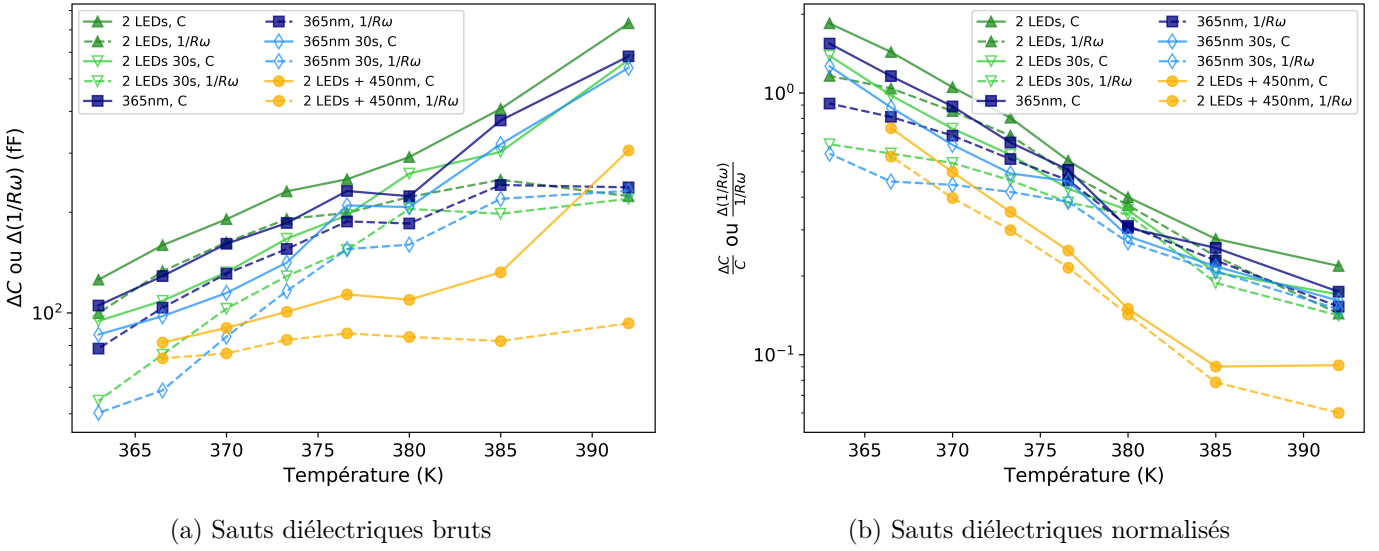 2 LEDs, C
2 LEDs, 1/Rω
2 LEDs 30s, C
2 LEDs 30s, 1/Rω
365nm, C
365nm, 1/Rω
365nm 30s, C
365nm 30s, 1/Rω
2 LEDs + 450nm, C
2 LEDs + 450nm, 1/Rω
ΔC ou Δ(1/Rω) (fF)
10²
365 370 375 380 385 390
Température (K)
(a) Sauts diélectriques bruts
2 LEDs, C
2 LEDs, 1/Rω
2 LEDs 30s, C
2 LEDs 30s, 1/Rω
365nm, C
365nm, 1/Rω
365nm 30s, C
365nm 30s, 1/Rω
2 LEDs + 450nm, C
2 LEDs + 450nm, 1/Rω
ΔC/C ou Δ(1/Rω)/1/Rω
10⁰
10⁻¹
365 370 375 380 385 390
Température (K)
(b) Sauts diélectriques normalisés